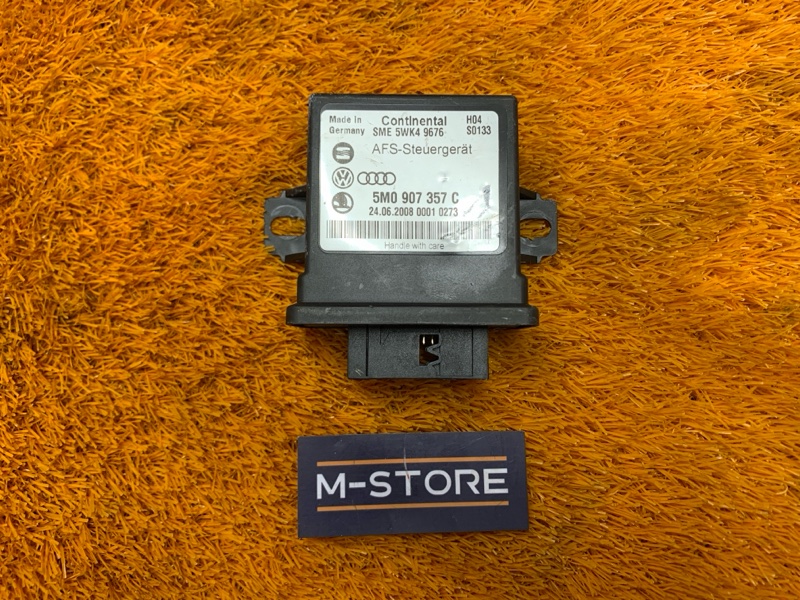 Made in Germany
Continental
SME 5WK4 9676
H04
S0133
AFS-Steuergerät
5M0 907 357 C
24.06.2008 0001 0273
Handle with care
M-STORE